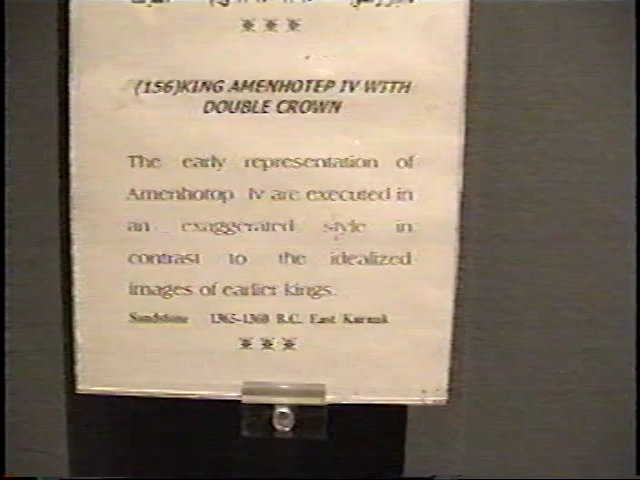 (156)KING AMENHOTEP IV WITH
DOUBLE CROWN
The early representation of
Amenhotop Iv are executed in
an exaggerated style in
contrast to the idealized
images of earlier kings.
Sandstone 1365-1360 B.C. East Karnak